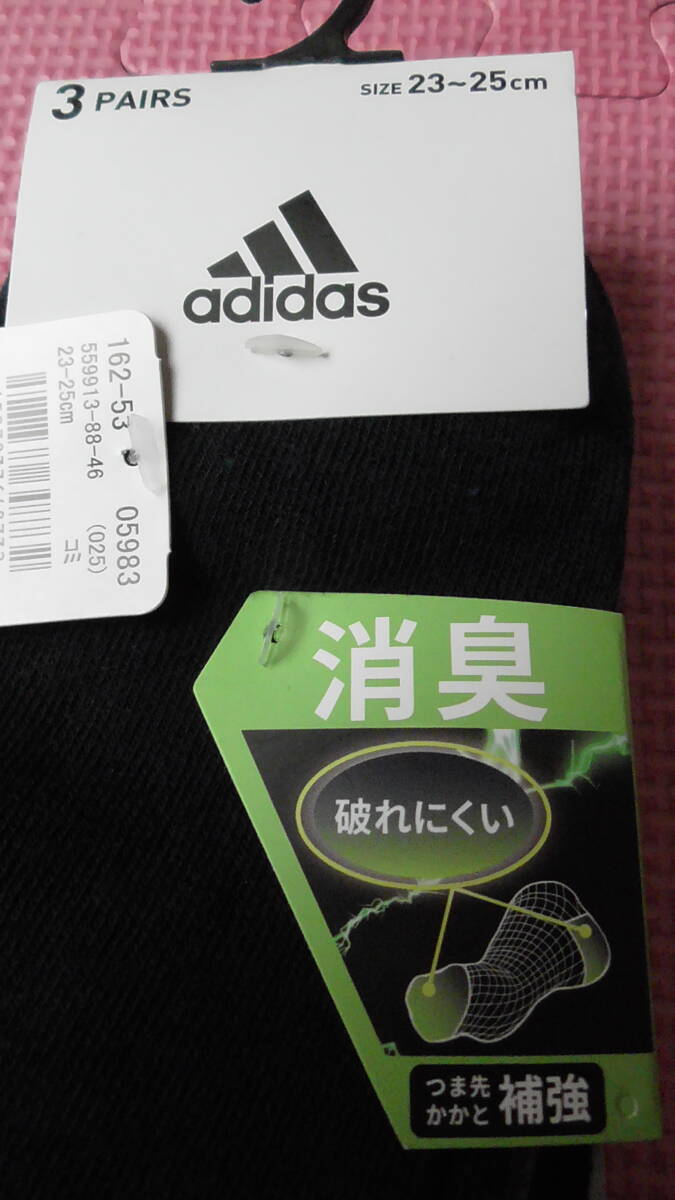 3 PAIRS
SIZE 23~25cm
adidas
162-53
05983
559913-88-46
(025)
23-25cm
コミ
消臭
破れにくい
つま先
かかと
補強